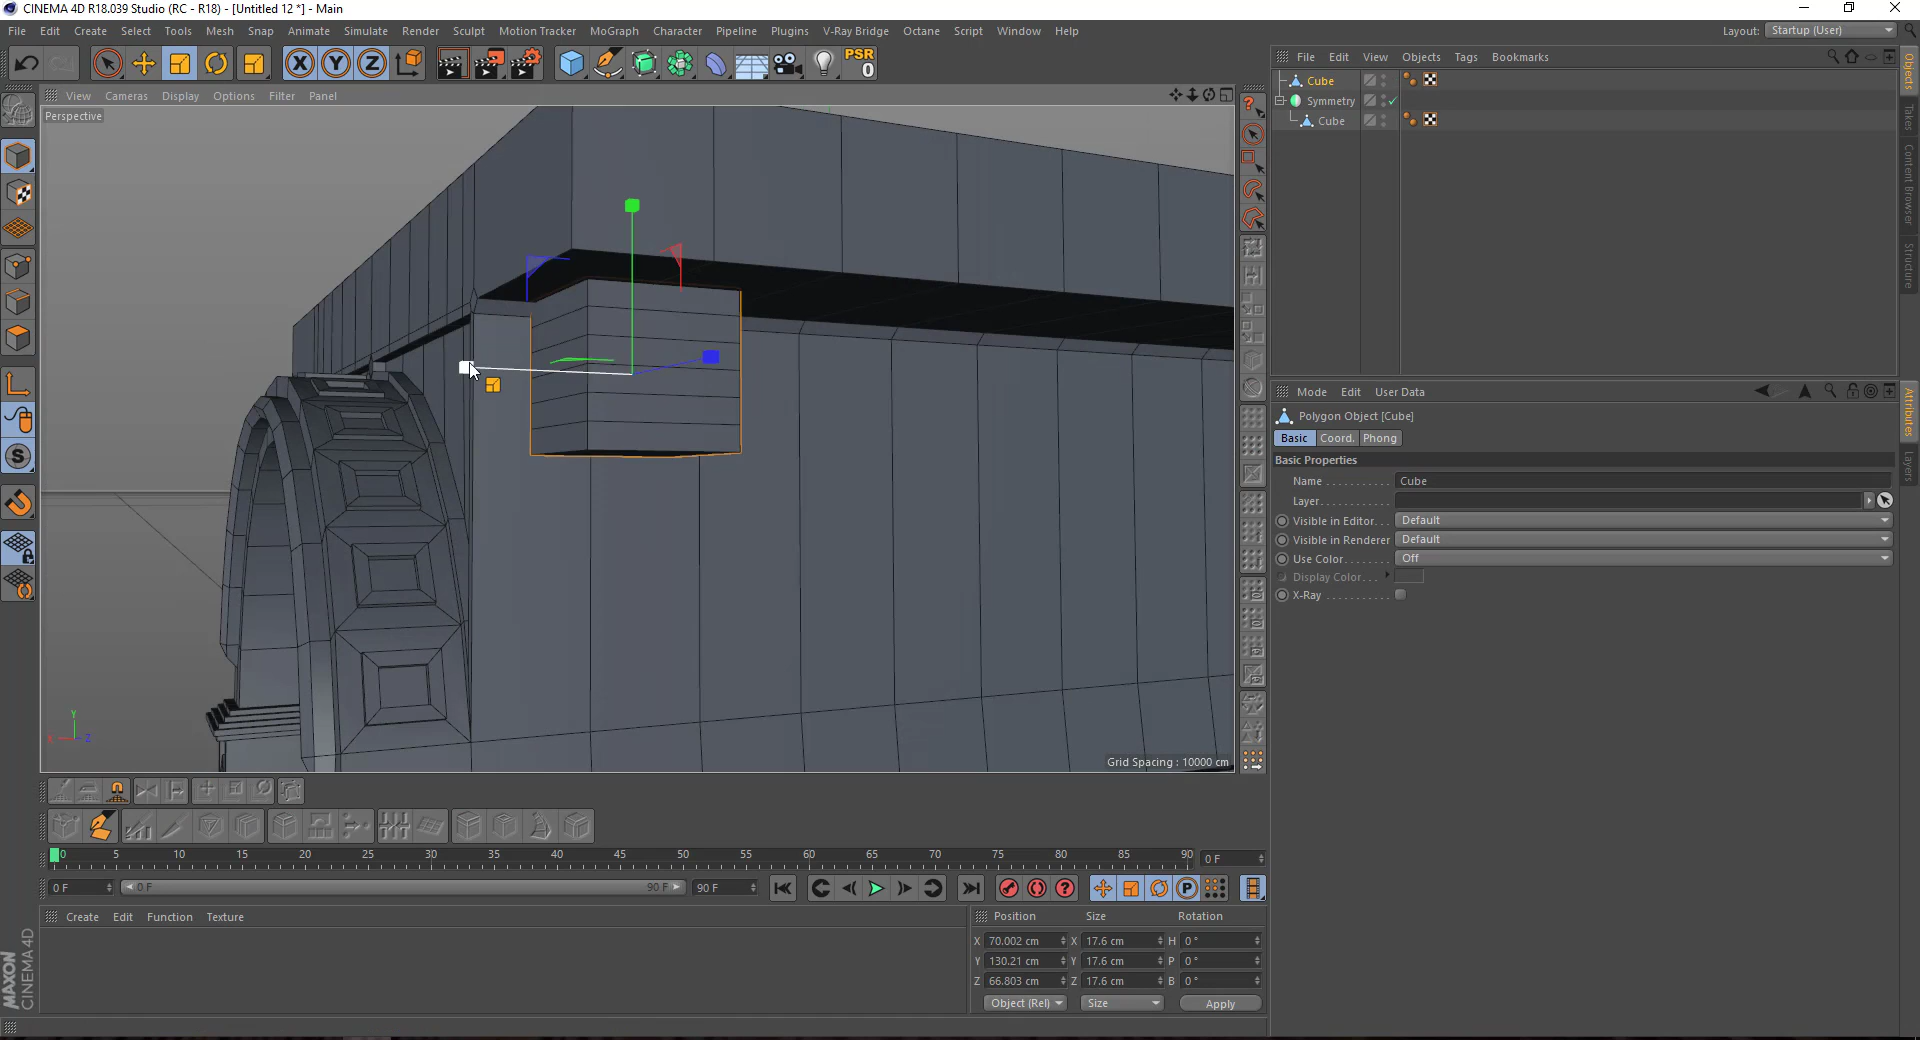 CINEMA 4D R18.039 Studio (RC - R18) - [Untitled 12 *] - Main
File Edit Create Select Tools Mesh Snap Animate Simulate Render Sculpt Motion Tracker MoGraph Character Pipeline Plugins V-Ray Bridge Octane Script Window Help Layout: Startup (User)
X Y Z PSR 0
File Edit View Objects Tags Bookmarks
View Cameras Display Options Filter Panel
Perspective
Cube
Symmetry
Cube
Objects
Takes
Content Browser
Structure
Mode Edit User Data
Polygon Object [Cube]
Basic Coord. Phong
Basic Properties
Name . . . . . . . . . . . Cube
Layer. . . . . . . . . . . .
Visible in Editor. . . Default
Visible in Renderer Default
Use Color. . . . . . . . Off
Display Color. . .
X-Ray . . . . . . . . . . .
Attributes
Layers
S
Y
X Z
Grid Spacing : 10000 cm
0 5 10 15 20 25 30 35 40 45 50 55 60 65 70 75 80 85 90 0 F
0 F 0 F 90 F 90 F P
Create Edit Function Texture
Position Size Rotation
X 70.002 cm X 17.6 cm H 0 °
Y 130.21 cm Y 17.6 cm P 0 °
Z 66.803 cm Z 17.6 cm B 0 °
Object (Rel) Size Apply
MAXON
CINEMA 4D